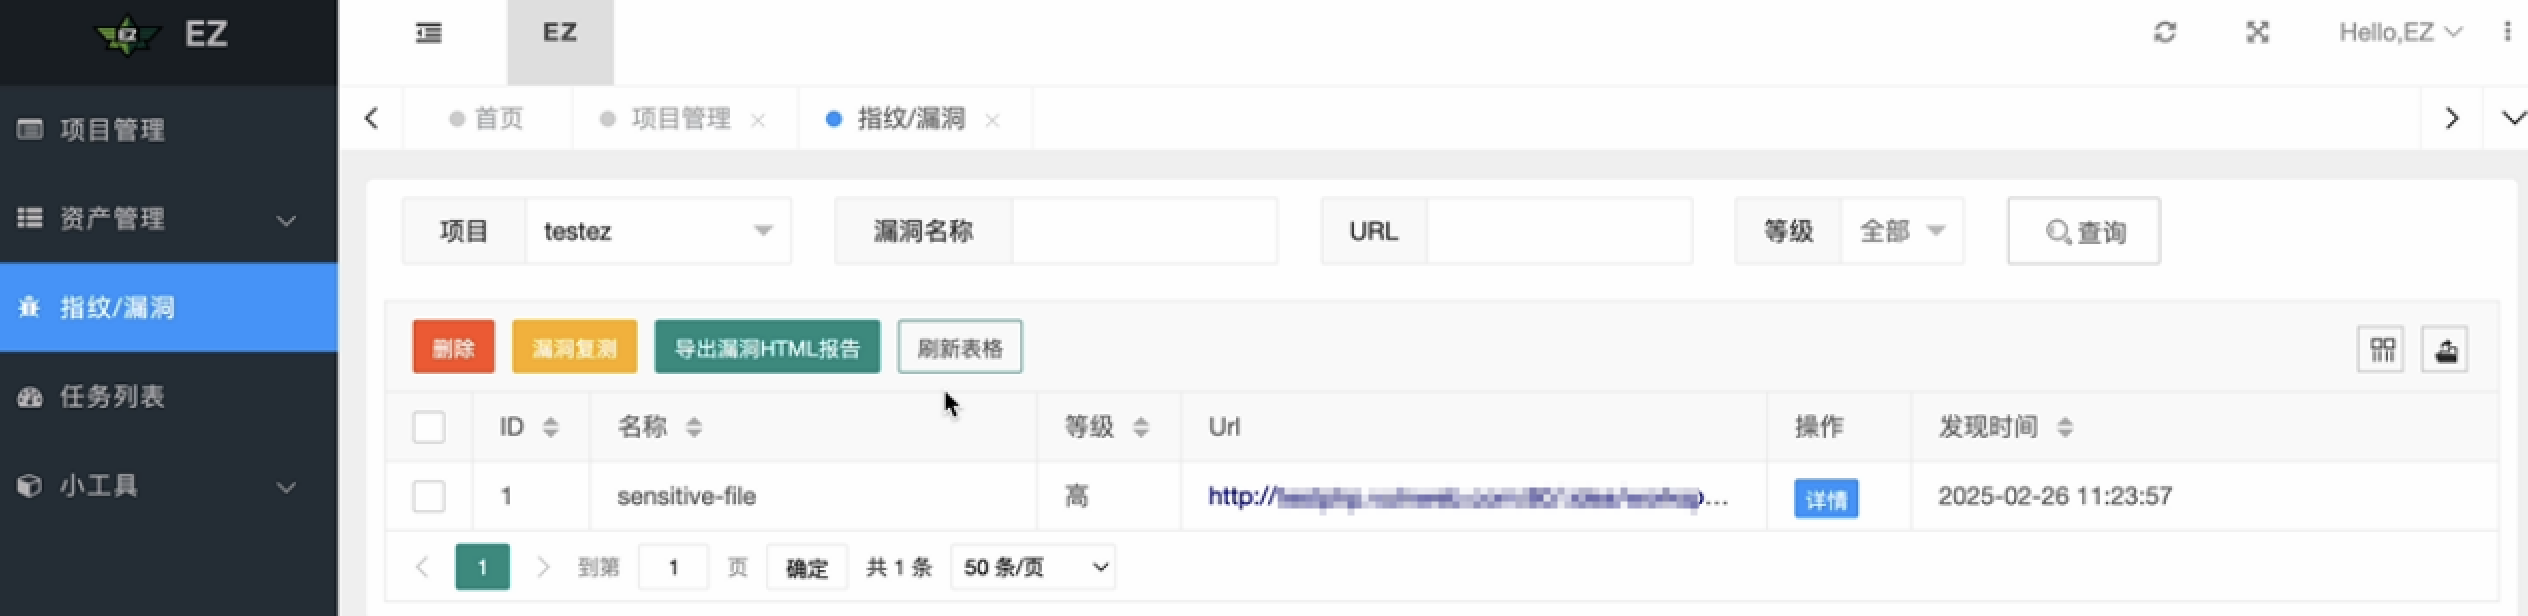 EZ
EZ
Hello,EZ
项目管理
资产管理
指纹/漏洞
任务列表
小工具
首页
项目管理
指纹/漏洞
项目 testez 漏洞名称 URL 等级 全部 查询
删除 漏洞复测 导出漏洞HTML报告 刷新表格
ID 名称 等级 Url 操作 发现时间
1 sensitive-file 高 http:// ... 详情 2025-02-26 11:23:57
1 到第 1 页 确定 共 1 条 50 条/页